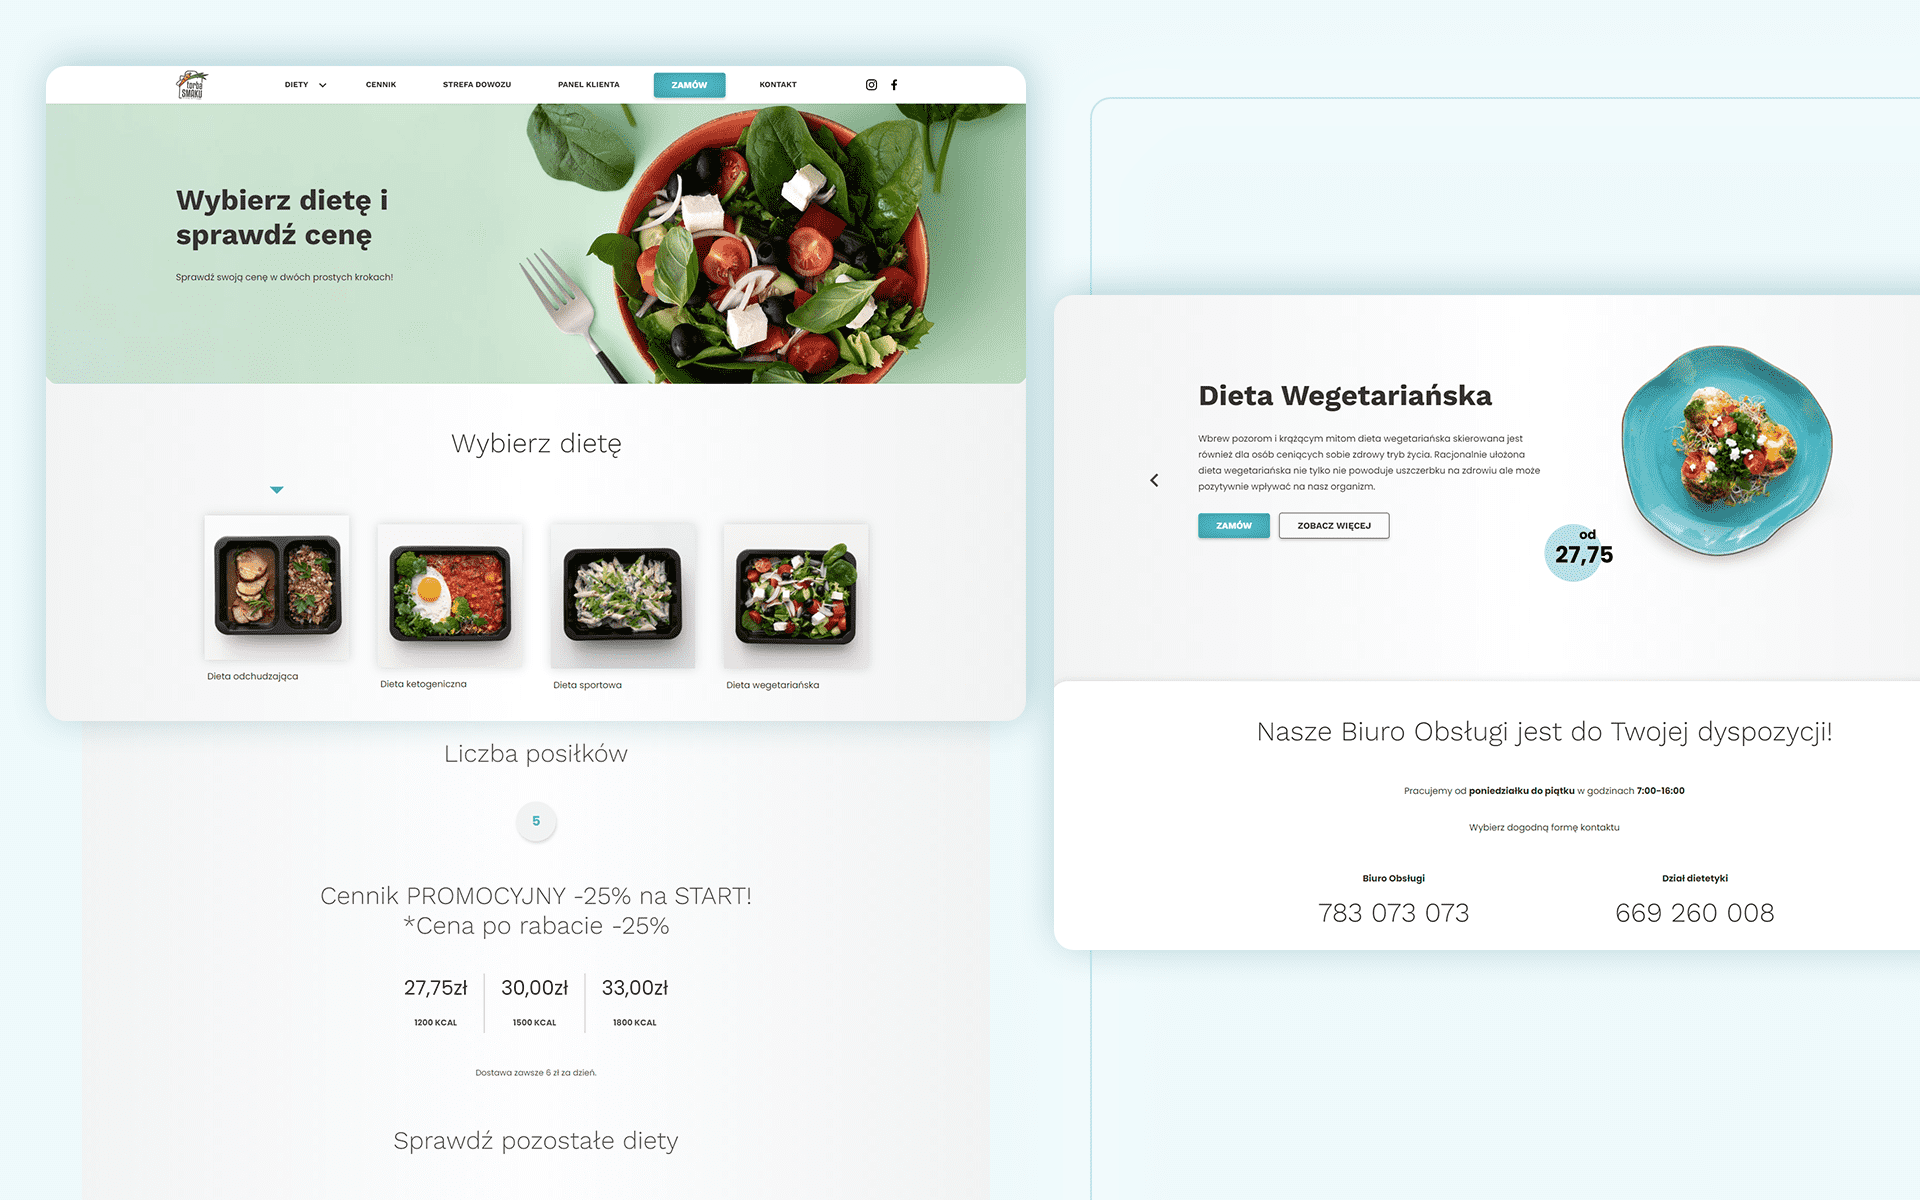 torba
SMAKU
DIETY
CENNIK
STREFA DOWOZU
PANEL KLIENTA
ZAMÓW
KONTAKT
Wybierz dietę i
sprawdź cenę
Sprawdź swoją cenę w dwóch prostych krokach!
Wybierz dietę
Dieta odchudzająca
Dieta ketogeniczna
Dieta sportowa
Dieta wegetariańska
Liczba posiłków
5
Cennik PROMOCYJNY -25% na START!
*Cena po rabacie -25%
27,75zł
30,00zł
33,00zł
1200 KCAL
1500 KCAL
1800 KCAL
Dostawa zawsze 6 zł za dzień.
Sprawdź pozostałe diety
Dieta Wegetariańska
Wbrew pozorom i krążącym mitom dieta wegetariańska skierowana jest
również dla osób ceniących sobie zdrowy tryb życia. Racjonalnie ułożona
dieta wegetariańska nie tylko nie powoduje uszczerbku na zdrowiu ale może
pozytywnie wpływać na nasz organizm.
ZAMÓW
ZOBACZ WIĘCEJ
od
27,75
Nasze Biuro Obsługi jest do Twojej dyspozycji!
Pracujemy od poniedziałku do piątku w godzinach 7:00-16:00
Wybierz dogodną formę kontaktu
Biuro Obsługi
Dział dietetyki
783 073 073
669 260 008